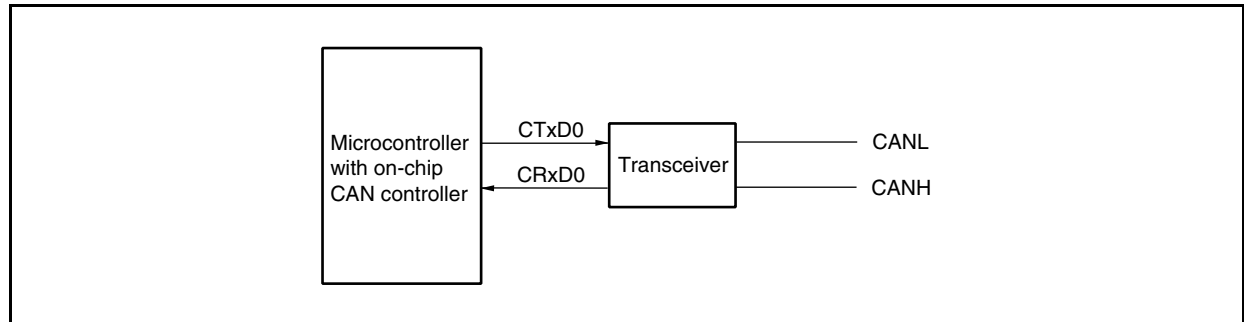 Microcontroller
with on-chip
CAN controller
CTxD0
CRxD0
Transceiver
CANL
CANH